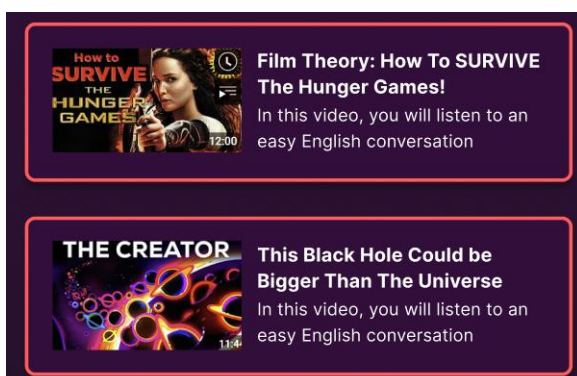 How to
SURVIVE
THE
HUNGER
GAMES
12:00
Film Theory: How To SURVIVE
The Hunger Games!
In this video, you will listen to an
easy English conversation
THE CREATOR
11:44
This Black Hole Could be
Bigger Than The Universe
In this video, you will listen to an
easy English conversation